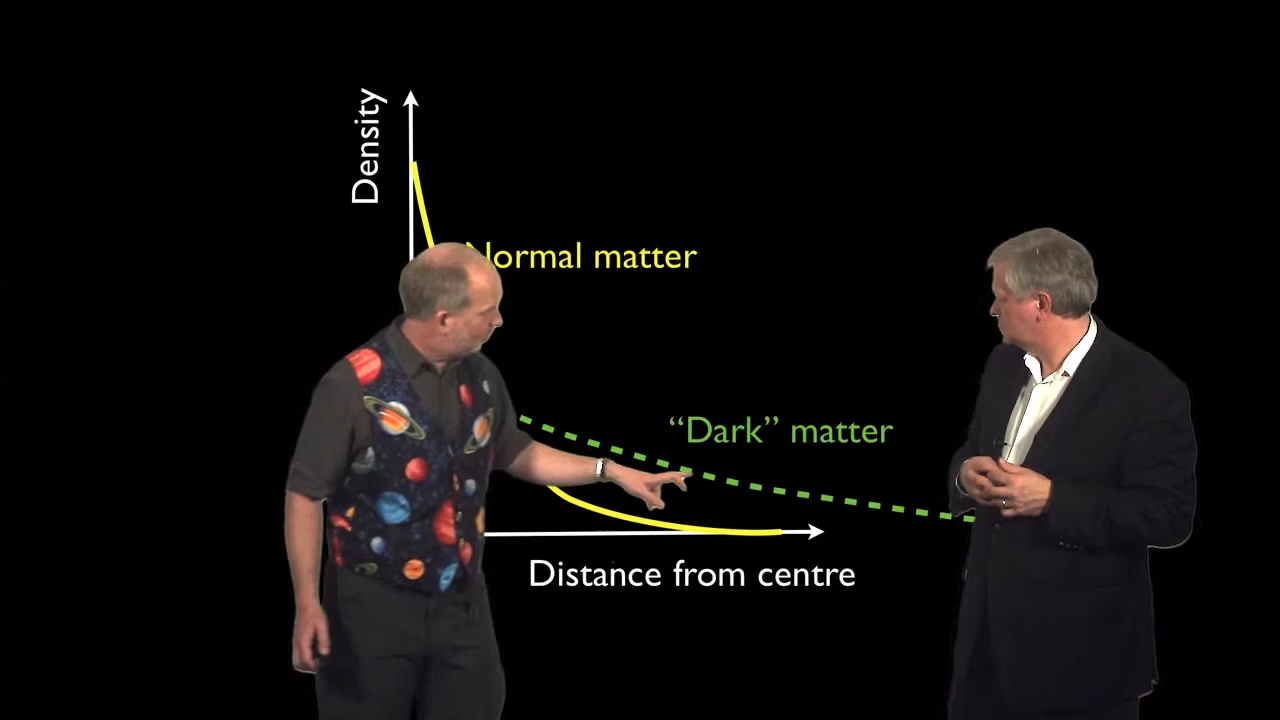 Density
Normal matter
“Dark” matter
Distance from centre